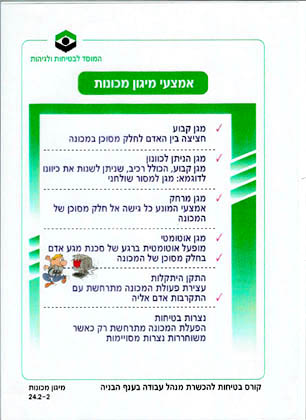 המוסד לבטיחות ולגיהות
אמצעי מיגון מכונות
✓ מגן קבוע
חציצה בין האדם לחלק מסוכן במכונה
✓ מגן הניתן לכוונון
מגן קבוע, הכולל רכיב, שניתן לשנות את כיוונו
לדוגמא: מגן למסור שולחני
✓ מגן מרחק
אמצעי המונע כל גישה אל חלק מסוכן של
המכונה
✓ מגן אוטומטי
מופעל אוטומטית ברגע של סכנת מגע אדם
✓ בחלק מסוכן של המכונה
התקן היתקלות
עצירת פעולת המכונה מתרחשת עם
✓ התקרבות אדם אליה
נצרות בטיחות
הפעלת המכונה מתרחשת רק כאשר
משוחררות נצרות מסויימות
קורס בטיחות להכשרת מנהל עבודה בענף הבניה
מיגון מכונות
24.2-2